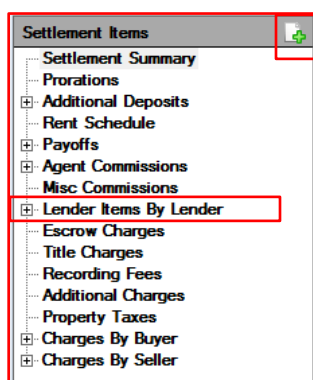 Settlement Items
Settlement Summary
Prorations
Additional Deposits
Rent Schedule
Payoffs
Agent Commissions
Misc Commissions
Lender Items By Lender
Escrow Charges
Title Charges
Recording Fees
Additional Charges
Property Taxes
Charges By Buyer
Charges By Seller